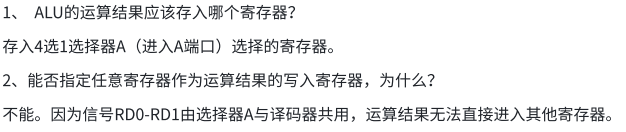 1、 ALU的运算结果应该存入哪个寄存器？
存入4选1选择器A（进入A端口）选择的寄存器。
2、能否指定任意寄存器作为运算结果的写入寄存器，为什么？
不能。因为信号RD0-RD1由选择器A与译码器共用，运算结果无法直接进入其他寄存器。